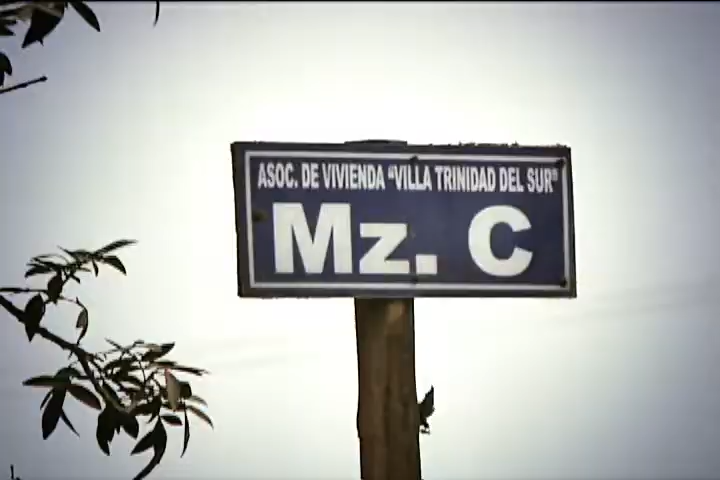 ASOC. DE VIVIENDA "VILLA TRINIDAD DEL SUR"
Mz. C